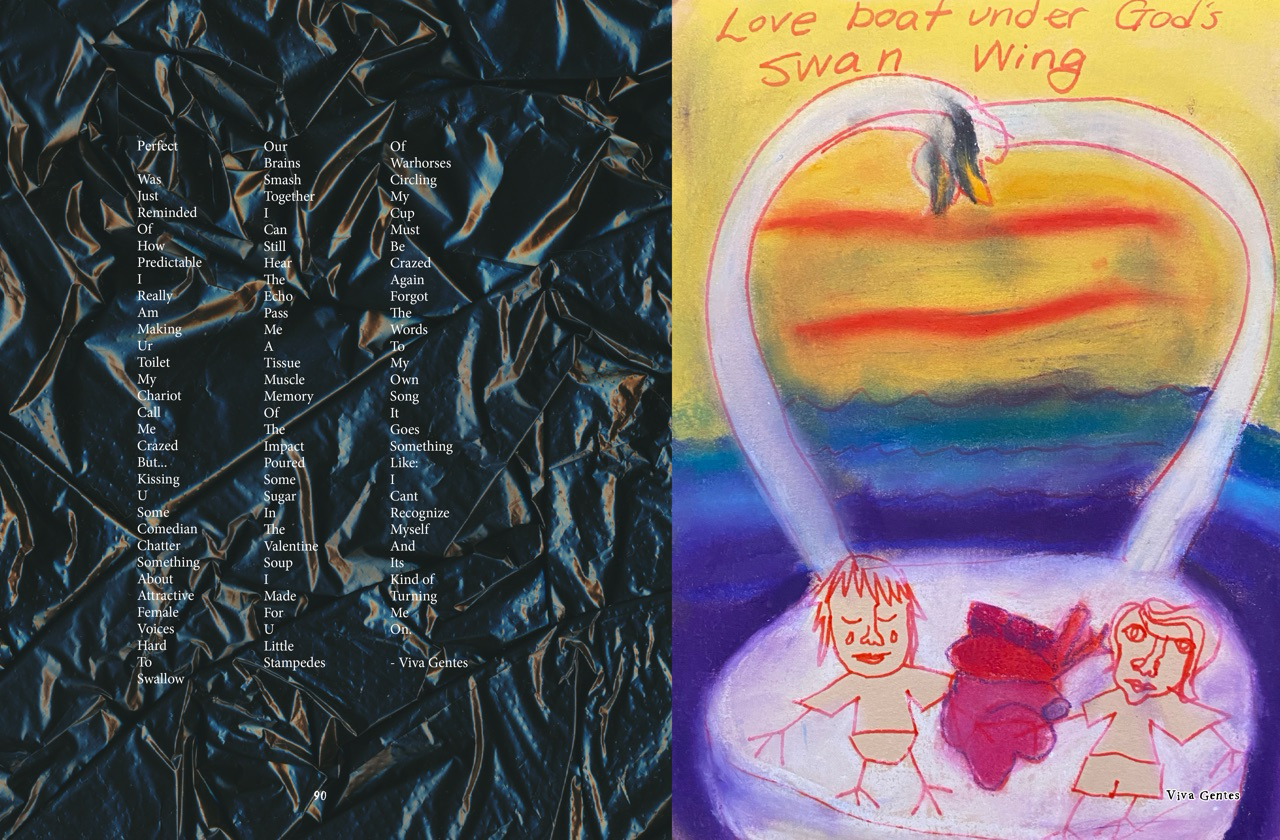 Perfect
Was
Just
Reminded
Of
How
Predictable
I
Really
Am
Making
Ur
Toilet
My
Chariot
Call
Me
Crazed
But...
Kissing
U
Some
Comedian
Chatter
Something
About
Attractive
Female
Voices
Hard
To
Swallow
Our
Brains
Smash
Together
I
Can
Still
Hear
The
Echo
Pass
Me
A
Tissue
Muscle
Memory
Of
The
Impact
Poured
Some
Sugar
In
The
Valentine
Soup
I
Made
For
U
Little
Stampedes
Of
Warhorses
Circling
My
Cup
Must
Be
Crazed
Again
Forgot
The
Words
To
My
Own
Song
It
Goes
Something
Like:
I
Cant
Recognize
Myself
And
Its
Kind of
Turning
Me
On.
- Viva Gentes
90
Love boat under God's
Swan Wing
Viva Gentes